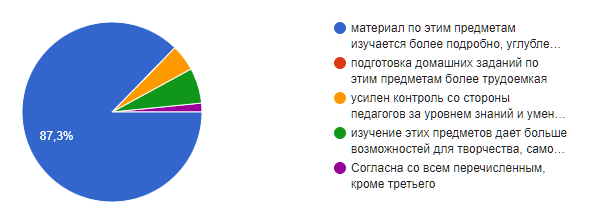 87,3%
материал по этим предметам
изучается более подробно, углубле…
подготовка домашних заданий по
этим предметам более трудоемкая
усилен контроль со стороны
педагогов за уровнем знаний и умен…
изучение этих предметов дает больше
возможностей для творчества, само…
Согласна со всем перечисленным,
кроме третьего